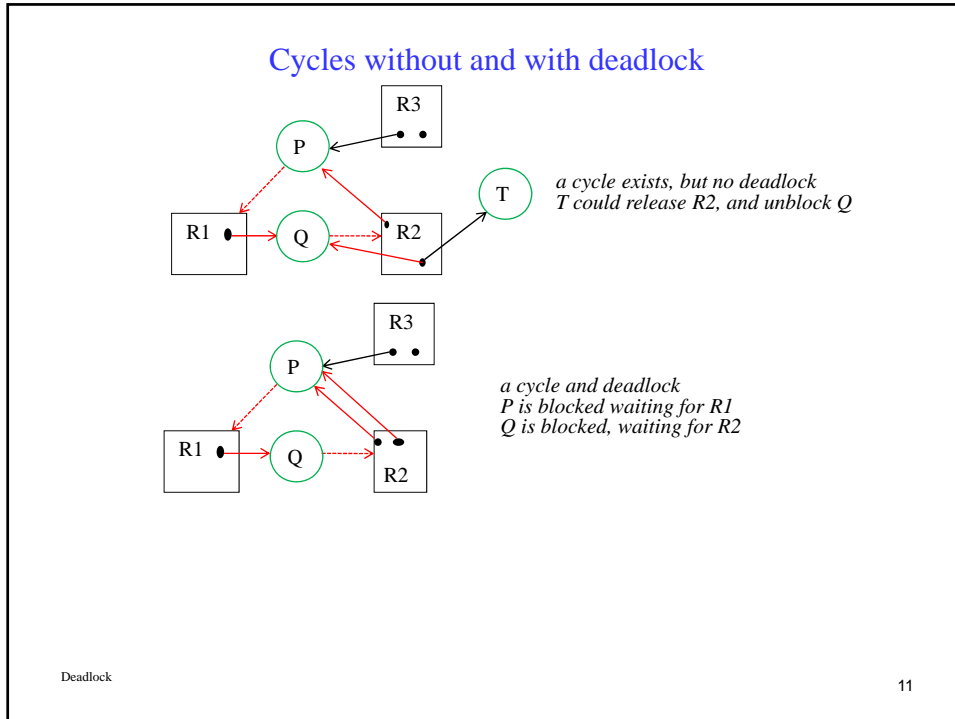 Cycles without and with deadlock
R3
P
T
a cycle exists, but no deadlock
T could release R2, and unblock Q
R1
Q
R2
R3
P
a cycle and deadlock
P is blocked waiting for R1
Q is blocked, waiting for R2
R1
Q
R2
Deadlock
11